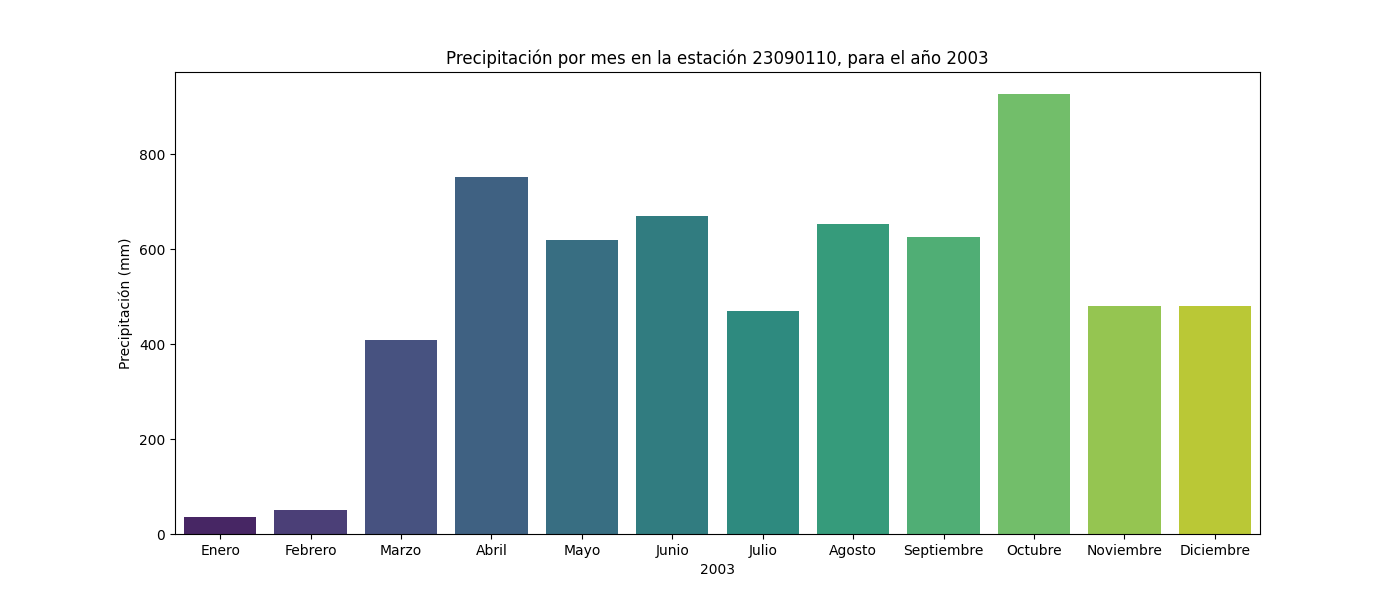 Precipitación por mes en la estación 23090110, para el año 2003
Precipitación (mm)
800
600
400
200
0
Enero Febrero Marzo Abril Mayo Junio Julio Agosto Septiembre Octubre Noviembre Diciembre
2003